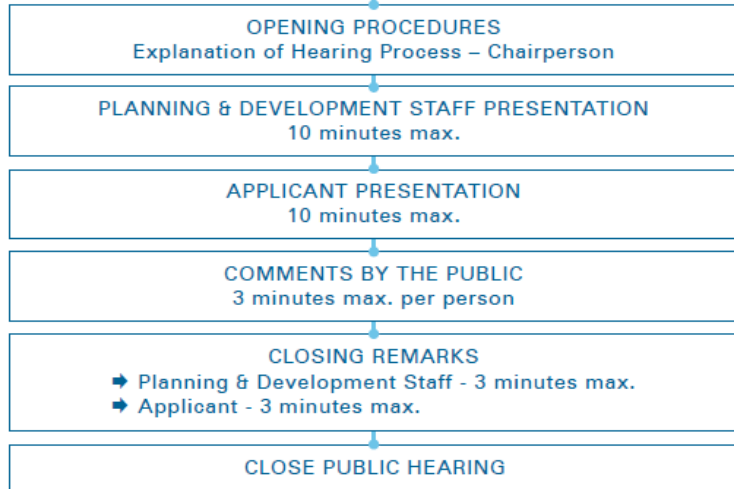 OPENING PROCEDURES
Explanation of Hearing Process – Chairperson
PLANNING & DEVELOPMENT STAFF PRESENTATION
10 minutes max.
APPLICANT PRESENTATION
10 minutes max.
COMMENTS BY THE PUBLIC
3 minutes max. per person
CLOSING REMARKS
➡ Planning & Development Staff - 3 minutes max.
➡ Applicant - 3 minutes max.
CLOSE PUBLIC HEARING